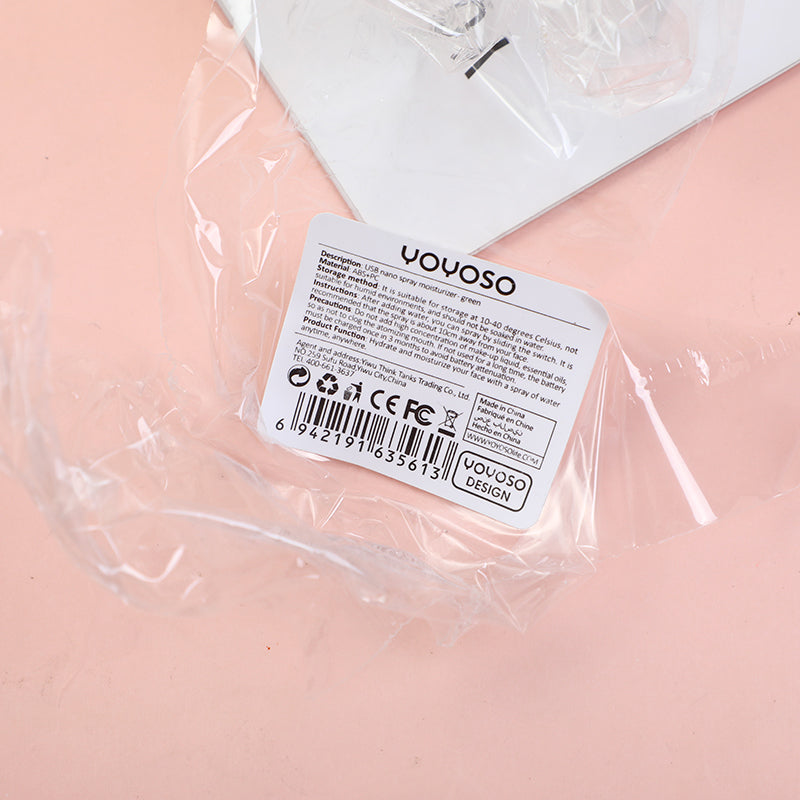 YOYOSO
Description: USB nano spray moisturizer- green
Material: ABS+PC
Storage method: It is suitable for storage at 10-40 degrees Celsius, not
suitable for humid environments, and should not be soaked in water.
Instructions: After adding water, you can spray by sliding the switch. It is
recommended that the spray is about 10cm away from your face.
Precautions: Do not add high concentration of make-up liquid, essential oils,
so as not to clog the atomizing mouth. If not used for a long time, the battery
must be charged once in 3 months to avoid battery attenuation.
Product Function: Hydrate and moisturize your face with a spray of water
anytime, anywhere.
Agent and address:Yiwu Think Tanks Trading Co., Ltd.
NO 259 Sufu Road,Yiwu City,China
TEL:400-661-3637
CE FC
Made in China
Fabriqué en Chine
Hecho en China
WWW.YOYOSOlife.COM
6 942191 635613
YOYOSO
DESIGN